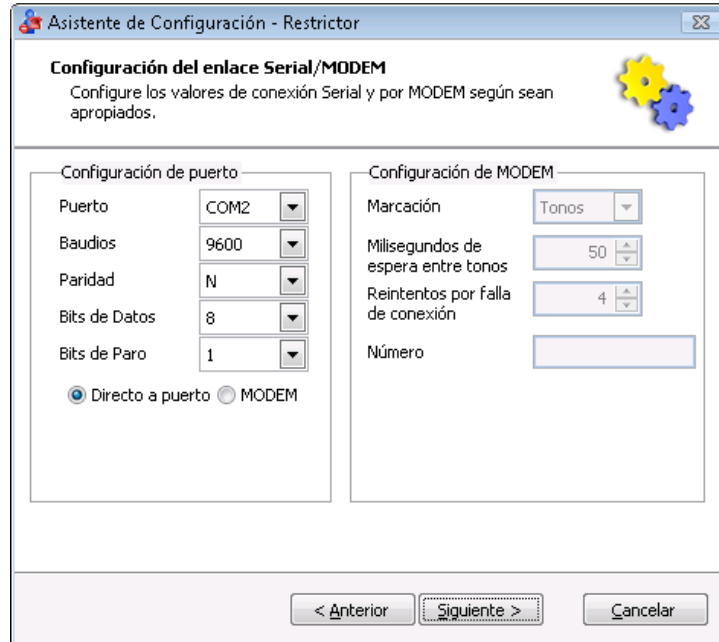 Asistente de Configuración - Restrictor
Configuración del enlace Serial/MODEM
Configure los valores de conexión Serial y por MODEM según sean
apropiados.
Configuración de puerto
Puerto COM2
Baudios 9600
Paridad N
Bits de Datos 8
Bits de Paro 1
Directo a puerto MODEM
Configuración de MODEM
Marcación Tonos
Milisegundos de
espera entre tonos 50
Reintentos por falla
de conexión 4
Número
< Anterior Siguiente > Cancelar